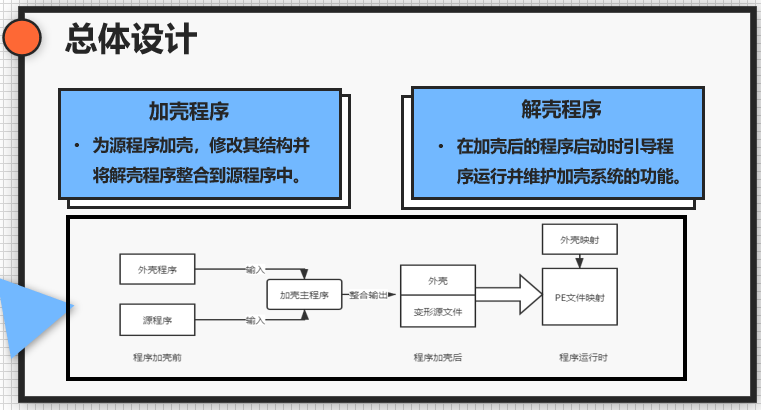 总体设计
加壳程序
• 为源程序加壳，修改其结构并
将解壳程序整合到源程序中。
解壳程序
• 在加壳后的程序启动时引导程
序运行并维护加壳系统的功能。
外壳映射
外壳程序
输入
加壳主程序
整合输出
外壳
变形源文件
PE文件映射
源程序
输入
程序加壳前
程序加壳后
程序运行时